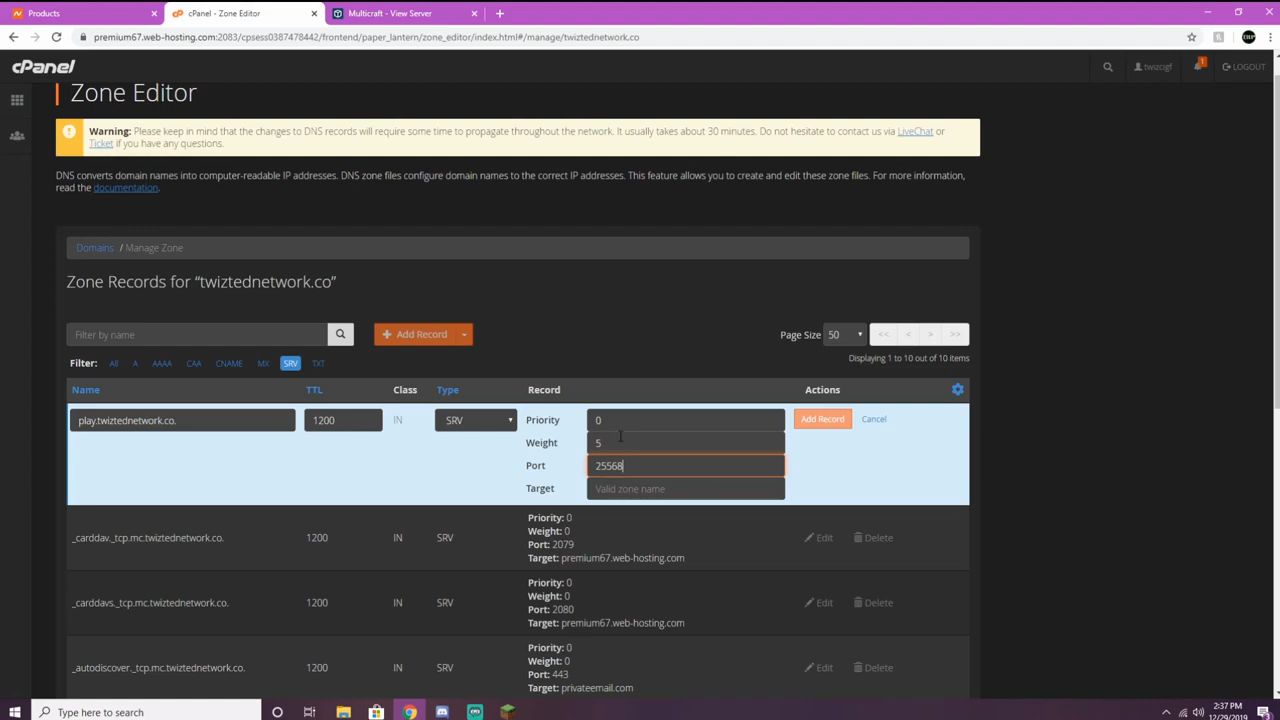 Products
cPanel - Zone Editor
Multicraft - View Server
premium67.web-hosting.com:2083/cpsess0387478442/frontend/paper_lantern/zone_editor/index.html#/manage/twiztednetwork.co
cPanel
1
twizcigf
LOGOUT
Zone Editor
Warning: Please keep in mind that the changes to DNS records will require some time to propagate throughout the network. It usually takes about 30 minutes. Do not hesitate to contact us via LiveChat or
Ticket if you have any questions.
DNS converts domain names into computer-readable IP addresses. DNS zone files configure domain names to the correct IP addresses. This feature allows you to create and edit these zone files. For more information,
read the documentation.
Domains / Manage Zone
Zone Records for “twiztednetwork.co”
Filter by name
Add Record
Page Size 50
<< < > >>
Displaying 1 to 10 out of 10 items
Filter: All A AAAA CAA CNAME MX SRV TXT
Name TTL Class Type Record Actions
play.twiztednetwork.co. 1200 IN SRV Priority 0 Add Record Cancel
Weight 5
Port 25568
Target Valid zone name
Priority: 0
_carddav._tcp.mc.twiztednetwork.co. 1200 IN SRV Weight: 0 Edit Delete
Port: 2079
Target: premium67.web-hosting.com
Priority: 0
_carddavs._tcp.mc.twiztednetwork.co. 1200 IN SRV Weight: 0 Edit Delete
Port: 2080
Target: premium67.web-hosting.com
Priority: 0
_autodiscover._tcp.mc.twiztednetwork.co. 1200 IN SRV Weight: 0 Edit Delete
Port: 443
Target: privateemail.com
Type here to search
2:37 PM
12/29/2019